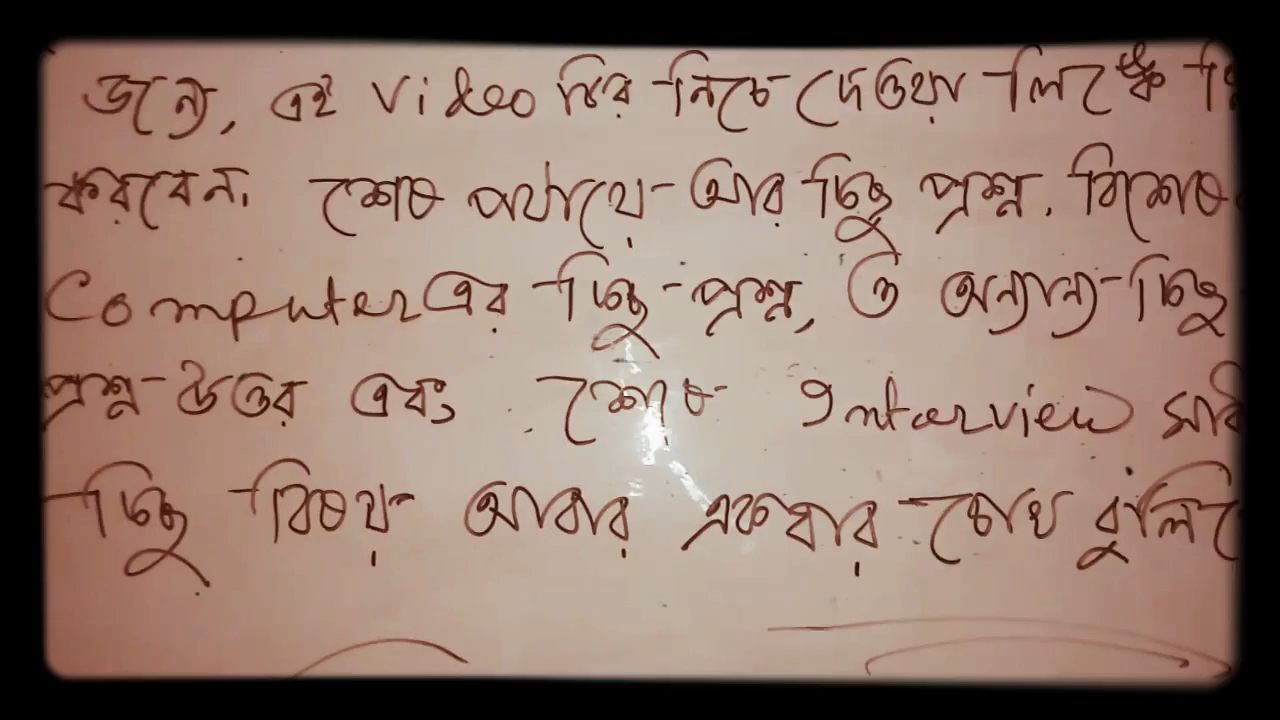 জন্য, এই Video টির নিচে দেওয়া লিঙ্কে
করবেন. শেষ পর্যায়ে আর কিছু প্রশ্ন. বিশেষ
Computer এর কিছু প্রশ্ন, ও অন্যান্য কিছু
প্রশ্ন উত্তর এবং শেষ Interview
কিছু বিষয় আবার একবার চোখ